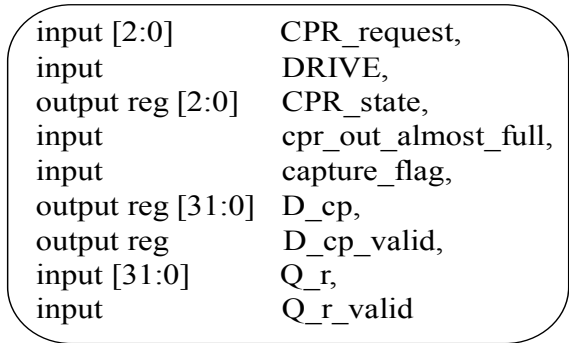 input [2:0] CPR_request,
input DRIVE,
output reg [2:0] CPR_state,
input cpr_out_almost_full,
input capture_flag,
output reg [31:0] D_cp,
output reg D_cp_valid,
input [31:0] Q_r,
input Q_r_valid